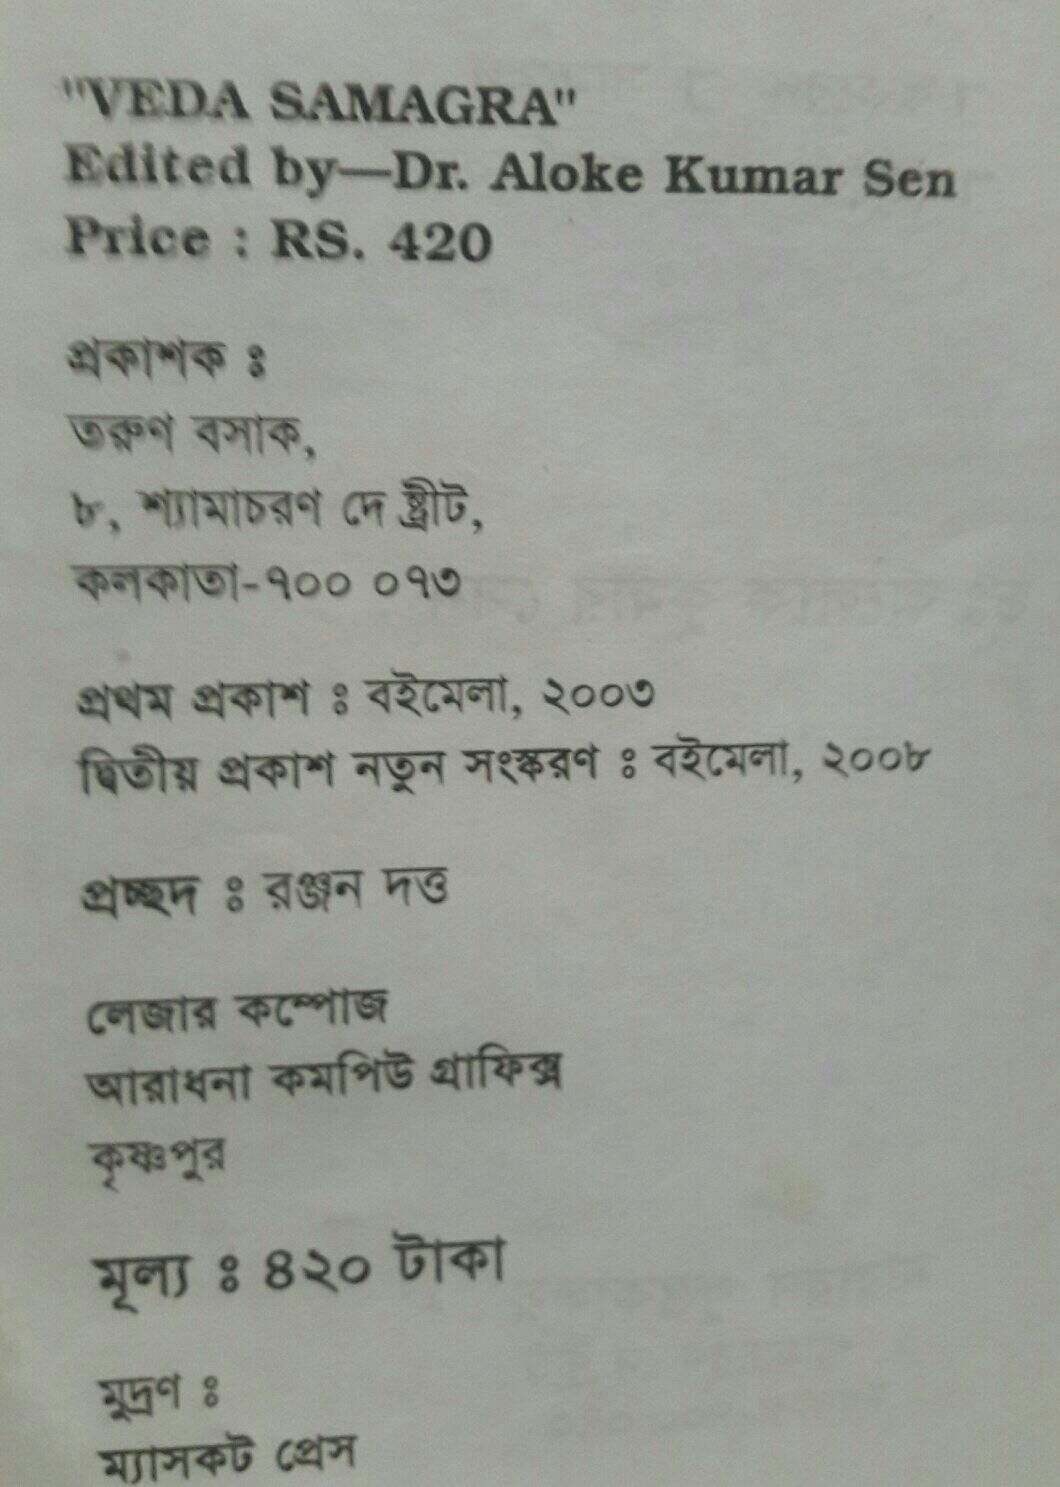 "VEDA SAMAGRA"
Edited by—Dr. Aloke Kumar Sen
Price : RS. 420
প্রকাশক ঃ
তরুণ বসাক,
৮, শ্যামাচরণ দে ষ্ট্রীট,
কলকাতা-৭০০ ০৭৩
প্রথম প্রকাশ ঃ বইমেলা, ২০০৩
দ্বিতীয় প্রকাশ নতুন সংস্করণ ঃ বইমেলা, ২০০৮
প্রচ্ছদ ঃ রঞ্জন দত্ত
লেজার কম্পোজ
আরাধনা কমপিউ গ্রাফিক্স
কৃষ্ণপুর
মূল্য ঃ ৪২০ টাকা
মুদ্রণ ঃ
ম্যাসকট প্রেস